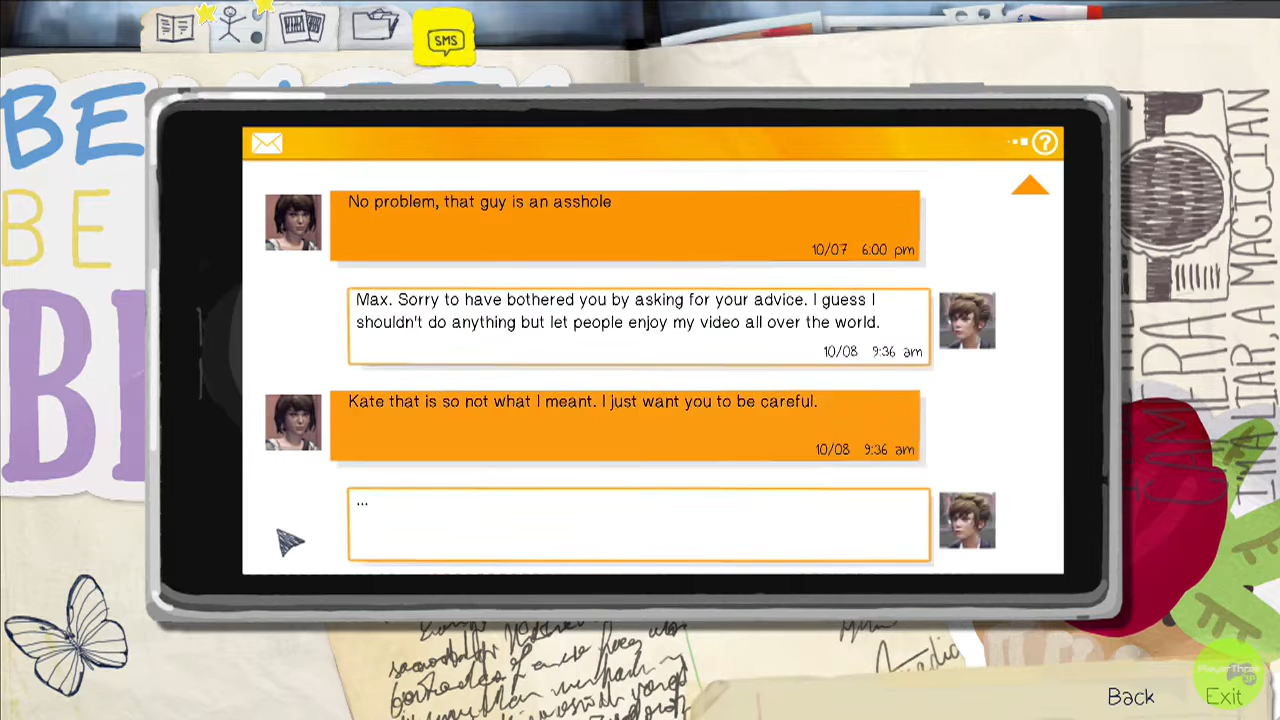 SMS
BE
BE
No problem, that guy is an asshole
10/07 6:00 pm
Max. Sorry to have bothered you by asking for your advice. I guess I
shouldn't do anything but let people enjoy my video all over the world.
10/08 9:36 am
Kate that is so not what I meant. I just want you to be careful.
10/08 9:36 am
...
CAMERA
I'M A LIAR, A MAGICIAN
Back
Exit